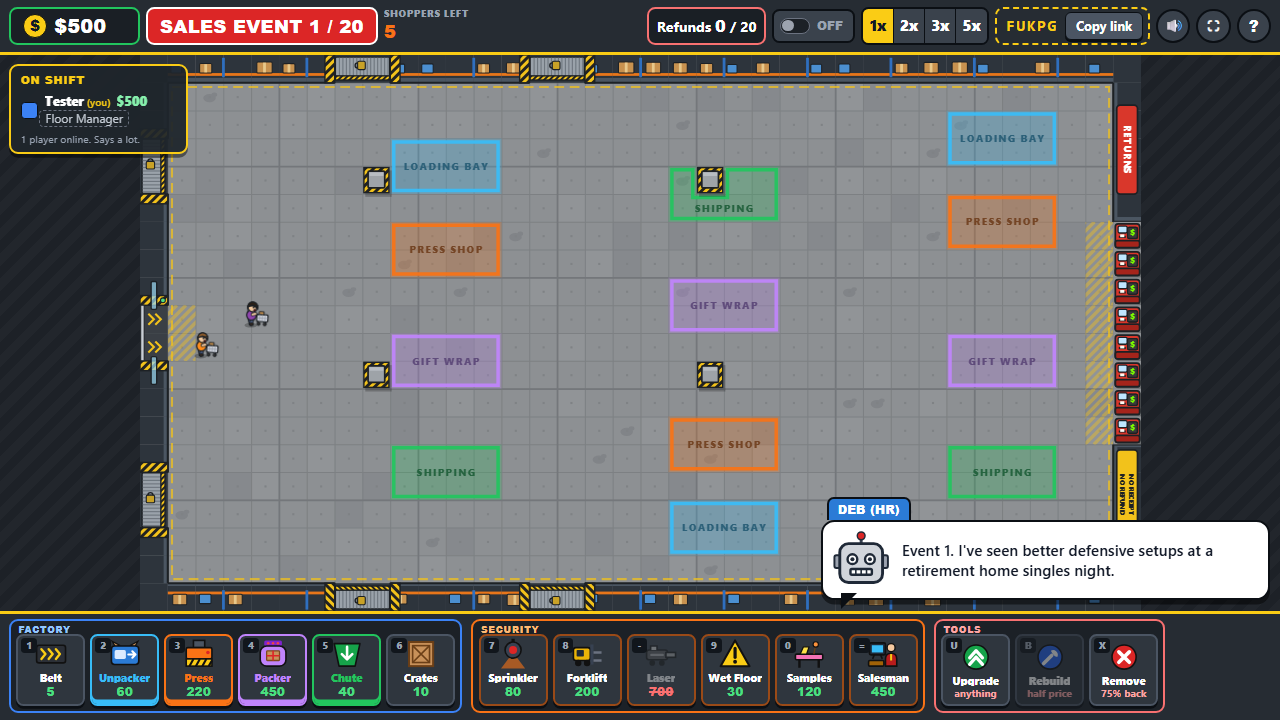 $ $500
SALES EVENT 1 / 20
SHOPPERS LEFT
5
Refunds 0 / 20
OFF
1x 2x 3x 5x
FUKPG
Copy link
?
ON SHIFT
Tester (you) $500
Floor Manager
1 player online. Says a lot.
LOADING BAY
LOADING BAY
RETURNS
SHIPPING
PRESS SHOP
PRESS SHOP
GIFT WRAP
GIFT WRAP
GIFT WRAP
PRESS SHOP
SHIPPING
SHIPPING
LOADING BAY
NO RECEIPT
NO REFUND
DEB (HR)
Event 1. I've seen better defensive setups at a
retirement home singles night.
FACTORY
1 Belt 5
2 Unpacker 60
3 Press 220
4 Packer 450
5 Chute 40
6 Crates 10
SECURITY
7 Sprinkler 80
8 Forklift 200
- Laser 700
9 Wet Floor 30
0 Samples 120
= Salesman 450
TOOLS
U Upgrade anything
B Rebuild half price
X Remove 75% back